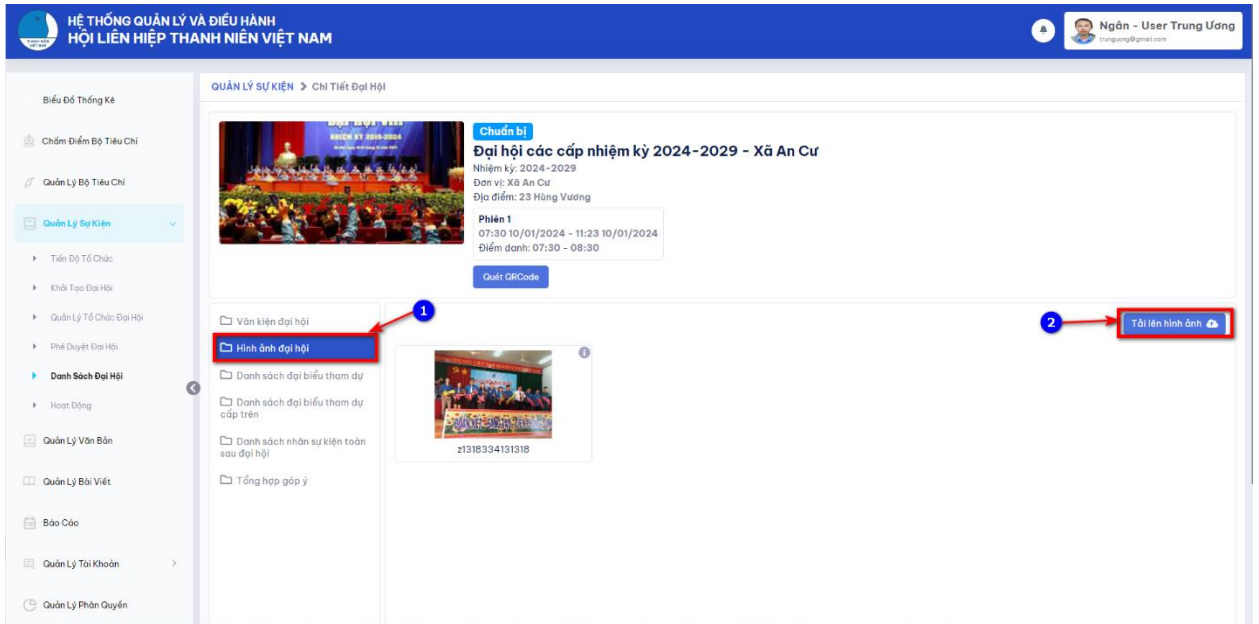 HỆ THỐNG QUẢN LÝ VÀ ĐIỀU HÀNH
HỘI LIÊN HIỆP THANH NIÊN VIỆT NAM
Ngân - User Trung Ương
trunguong@gmail.com
Biểu Đồ Thống Kê
Chấm Điểm Bộ Tiêu Chí
Quản Lý Bộ Tiêu Chí
Quản Lý Sự Kiện
Tiến Độ Tổ Chức
Khởi Tạo Đại Hội
Quản Lý Tổ Chức Đại Hội
Phê Duyệt Đại Hội
Danh Sách Đại Hội
Hoạt Động
Quản Lý Văn Bản
Quản Lý Bài Viết
Báo Cáo
Quản Lý Tài Khoản
Quản Lý Phân Quyền
QUẢN LÝ SỰ KIỆN > Chi Tiết Đại Hội
Chuẩn bị
Đại hội các cấp nhiệm kỳ 2024-2029 - Xã An Cư
Nhiệm kỳ: 2024-2029
Đơn vị: Xã An Cư
Địa điểm: 23 Hùng Vương
Phiên 1
07:30 10/01/2024 - 11:23 10/01/2024
Điểm danh: 07:30 - 08:30
Quét QRCode
Văn kiện đại hội
Hình ảnh đại hội
Danh sách đại biểu tham dự
Danh sách đại biểu tham dự
cấp trên
Danh sách nhân sự kiện toàn
sau đại hội
Tổng hợp góp ý
1
2
Tải lên hình ảnh
z1318334131318